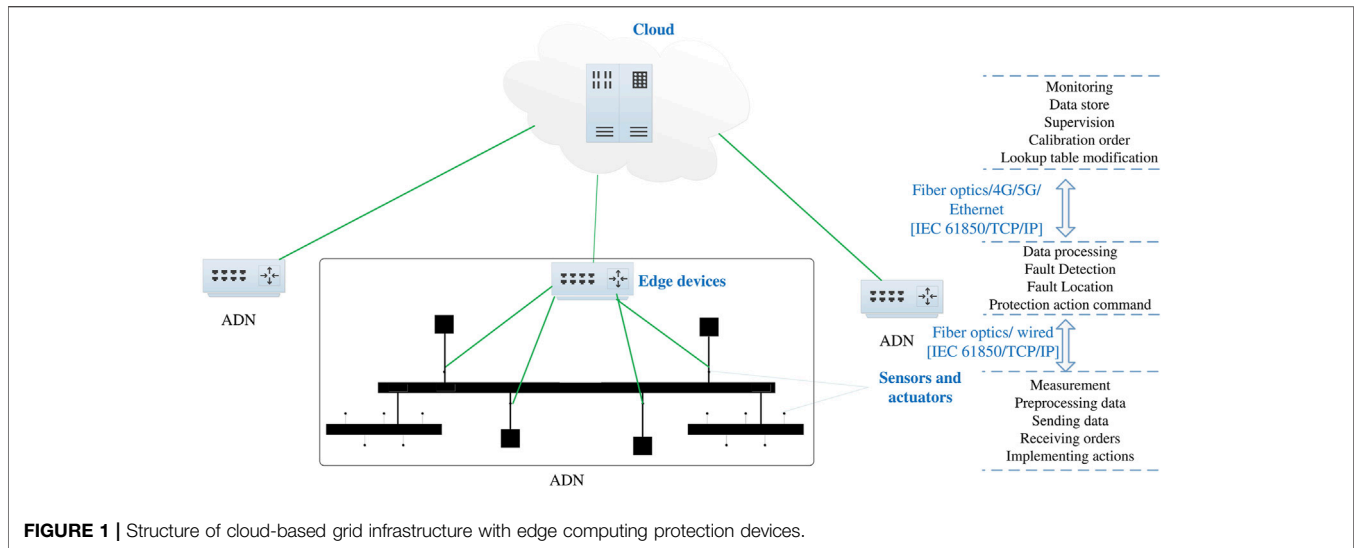 Cloud
Monitoring
Data store
Supervision
Calibration order
Lookup table modification
Fiber optics/4G/5G/
Ethernet
[IEC 61850/TCP/IP]
Data processing
Fault Detection
Fault Location
Protection action command
Edge devices
ADN
ADN
Fiber optics/ wired
[IEC 61850/TCP/IP]
Sensors and
actuators
Measurement
Preprocessing data
Sending data
Receiving orders
Implementing actions
ADN
FIGURE 1 | Structure of cloud-based grid infrastructure with edge computing protection devices.